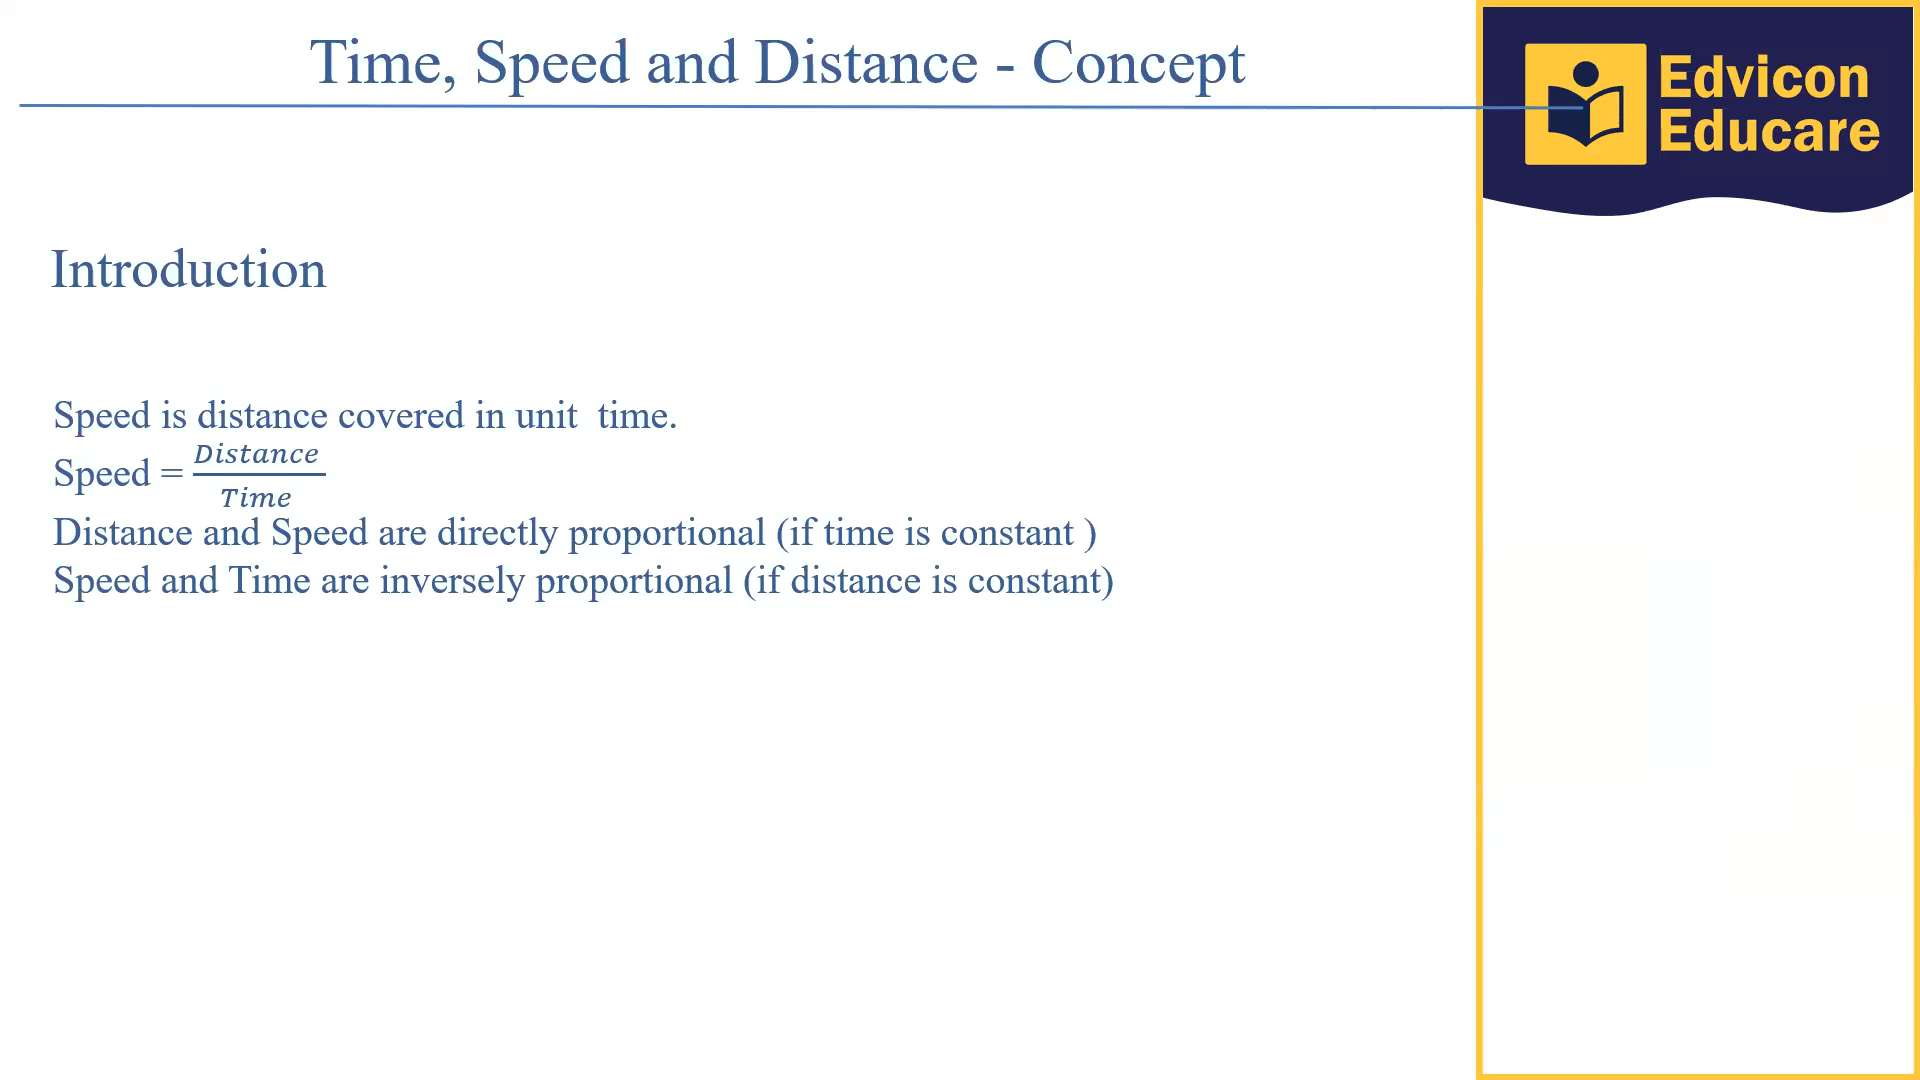 Time, Speed and Distance - Concept
Edvicon
Educare
Introduction
Speed is distance covered in unit  time.
Speed = Distance / Time
Distance and Speed are directly proportional (if time is constant )
Speed and Time are inversely proportional (if distance is constant)